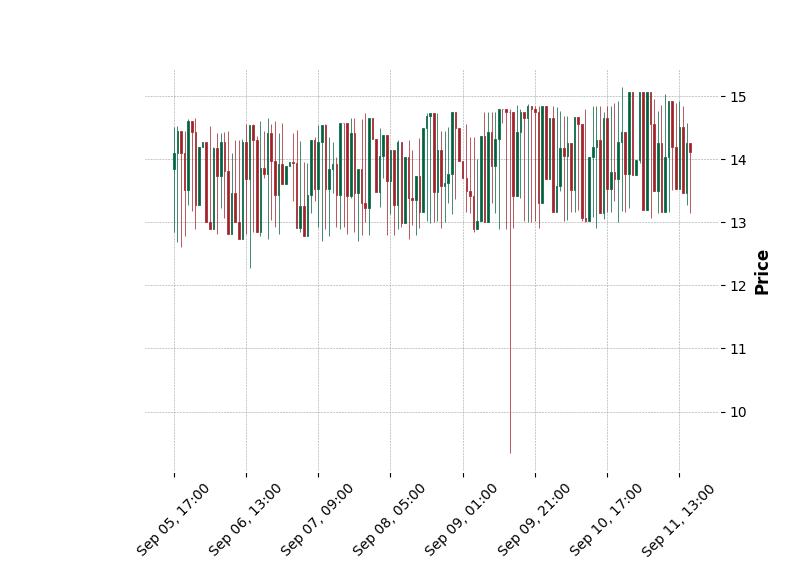 15
14
13
12
11
10
Price
Sep 05, 17:00
Sep 06, 13:00
Sep 07, 09:00
Sep 08, 05:00
Sep 09, 01:00
Sep 09, 21:00
Sep 10, 17:00
Sep 11, 13:00